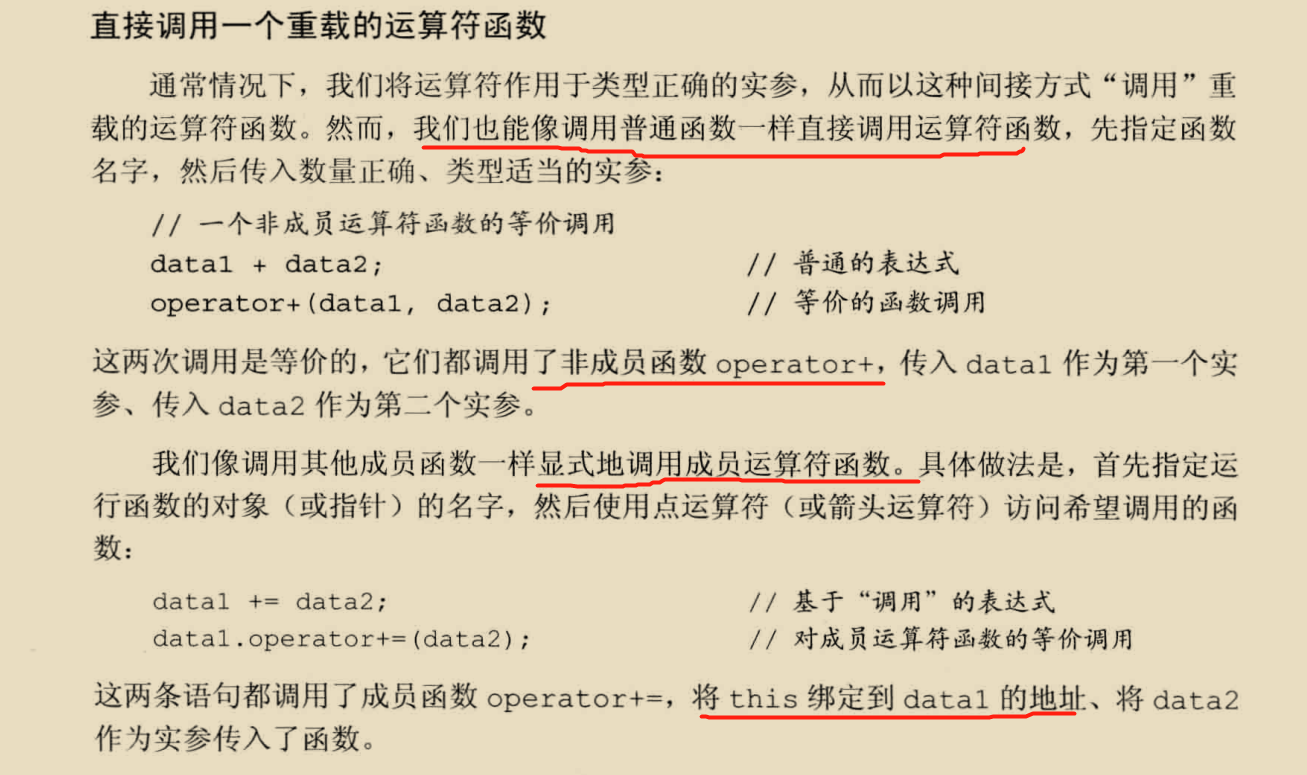 直接调用一个重载的运算符函数
通常情况下，我们将运算符作用于类型正确的实参，从而以这种间接方式“调用”重
载的运算符函数。然而，我们也能像调用普通函数一样直接调用运算符函数，先指定函数
名字，然后传入数量正确、类型适当的实参：
// 一个非成员运算符函数的等价调用
data1 + data2; // 普通的表达式
operator+(data1, data2); // 等价的函数调用
这两次调用是等价的，它们都调用了非成员函数 operator+，传入 data1 作为第一个实
参、传入 data2 作为第二个实参。
我们像调用其他成员函数一样显式地调用成员运算符函数。具体做法是，首先指定运
行函数的对象（或指针）的名字，然后使用点运算符（或箭头运算符）访问希望调用的函
数：
data1 += data2; // 基于“调用”的表达式
data1.operator+=(data2); // 对成员运算符函数的等价调用
这两条语句都调用了成员函数 operator+=，将 this 绑定到 data1 的地址、将 data2
作为实参传入了函数。